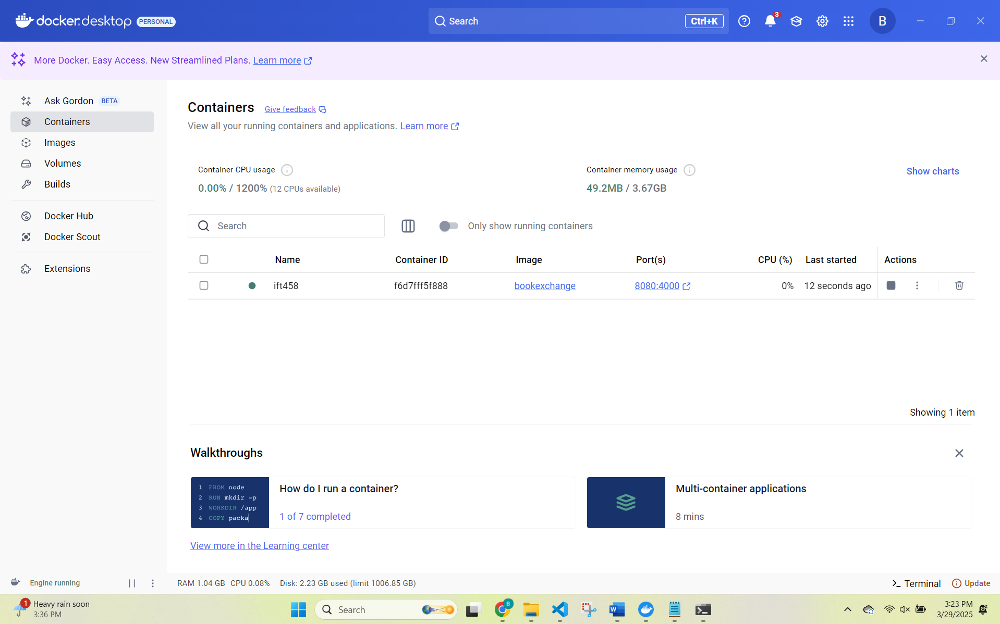 docker.desktop PERSONAL
Search Ctrl+K
3
B
More Docker. Easy Access. New Streamlined Plans. Learn more
Ask Gordon BETA
Containers
Images
Volumes
Builds
Docker Hub
Docker Scout
Extensions
Containers Give feedback
View all your running containers and applications. Learn more
Container CPU usage
0.00% / 1200% (12 CPUs available)
Container memory usage
49.2MB / 3.67GB
Show charts
Search
Only show running containers
Name Container ID Image Port(s) CPU (%) Last started Actions
ift458 f6d7fff5f888 bookexchange 8080:4000 0% 12 seconds ago
Showing 1 item
Walkthroughs
1 FROM node
2 RUN mkdir -p
3 WORKDIR /app
4 COPY packa
How do I run a container?
1 of 7 completed
Multi-container applications
8 mins
View more in the Learning center
Engine running
RAM 1.04 GB CPU 0.08% Disk: 2.23 GB used (limit 1006.85 GB)
Terminal
Update
1
Heavy rain soon
3:36 PM
Search
B
W
3:23 PM
3/29/2025